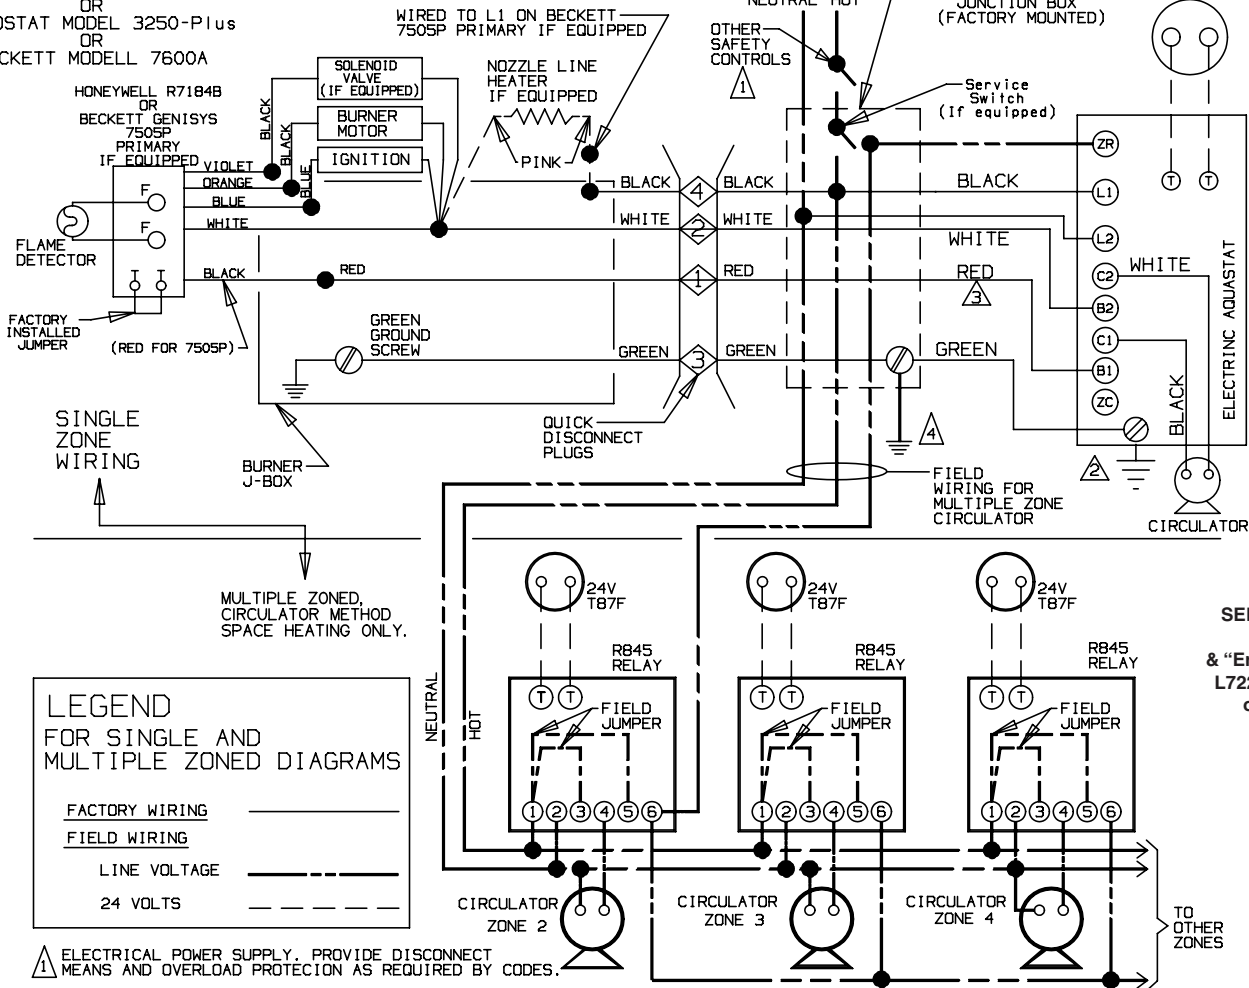 OR
OSTAT MODEL 3250-Plus
OR
CKETT MODELL 7600A
HONEYWELL R7184B
OR
BECKETT GENISYS
7505P
PRIMARY
IF EQUIPPED
WIRED TO L1 ON BECKETT
7505P PRIMARY IF EQUIPPED
SOLENOID
VALVE
(IF EQUIPPED)
BURNER
MOTOR
IGNITION
NOZZLE LINE
HEATER
IF EQUIPPED
PINK
NEUTRAL HOT
JUNCTION BOX
(FACTORY MOUNTED)
OTHER
SAFETY
CONTROLS
1
Service
Switch
(If equipped)
BLACK
BLACK
BLUE
VIOLET
ORANGE
BLUE
WHITE
BLACK
RED
F
F
T T
FLAME
DETECTOR
FACTORY
INSTALLED
JUMPER
(RED FOR 7505P)
GREEN
GROUND
SCREW
BLACK 4 BLACK BLACK
WHITE 2 WHITE WHITE
1 RED RED
3
GREEN 3 GREEN GREEN
T T
ZR
L1
L2
C2 WHITE
B2
C1
B1
ZC
BLACK
ELECTRINC AQUASTAT
QUICK
DISCONNECT
PLUGS
4
2
CIRCULATOR
SINGLE
ZONE
WIRING
BURNER
J-BOX
FIELD
WIRING FOR
MULTIPLE ZONE
CIRCULATOR
MULTIPLE ZONED,
CIRCULATOR METHOD
SPACE HEATING ONLY.
NEUTRAL
HOT
24V
T87F
R845
RELAY
T T
FIELD
JUMPER
1 2 3 4 5 6
CIRCULATOR
ZONE 2
24V
T87F
R845
RELAY
T T
FIELD
JUMPER
1 2 3 4 5 6
CIRCULATOR
ZONE 3
24V
T87F
R845
RELAY
T T
FIELD
JUMPER
1 2 3 4 5 6
CIRCULATOR
ZONE 4
TO
OTHER
ZONES
& “E
L722
LEGEND
FOR SINGLE AND
MULTIPLE ZONED DIAGRAMS
FACTORY WIRING
FIELD WIRING
LINE VOLTAGE
24 VOLTS
1 ELECTRICAL POWER SUPPLY. PROVIDE DISCONNECT
MEANS AND OVERLOAD PROTECION AS REQUIRED BY CODES.